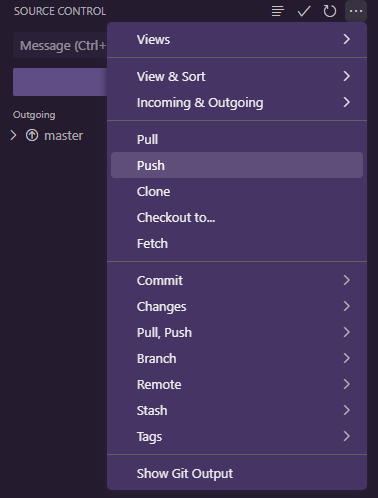 SOURCE CONTROL
Message (Ctrl+
Views
View & Sort
Incoming & Outgoing
Outgoing
master
Pull
Push
Clone
Checkout to...
Fetch
Commit
Changes
Pull, Push
Branch
Remote
Stash
Tags
Show Git Output